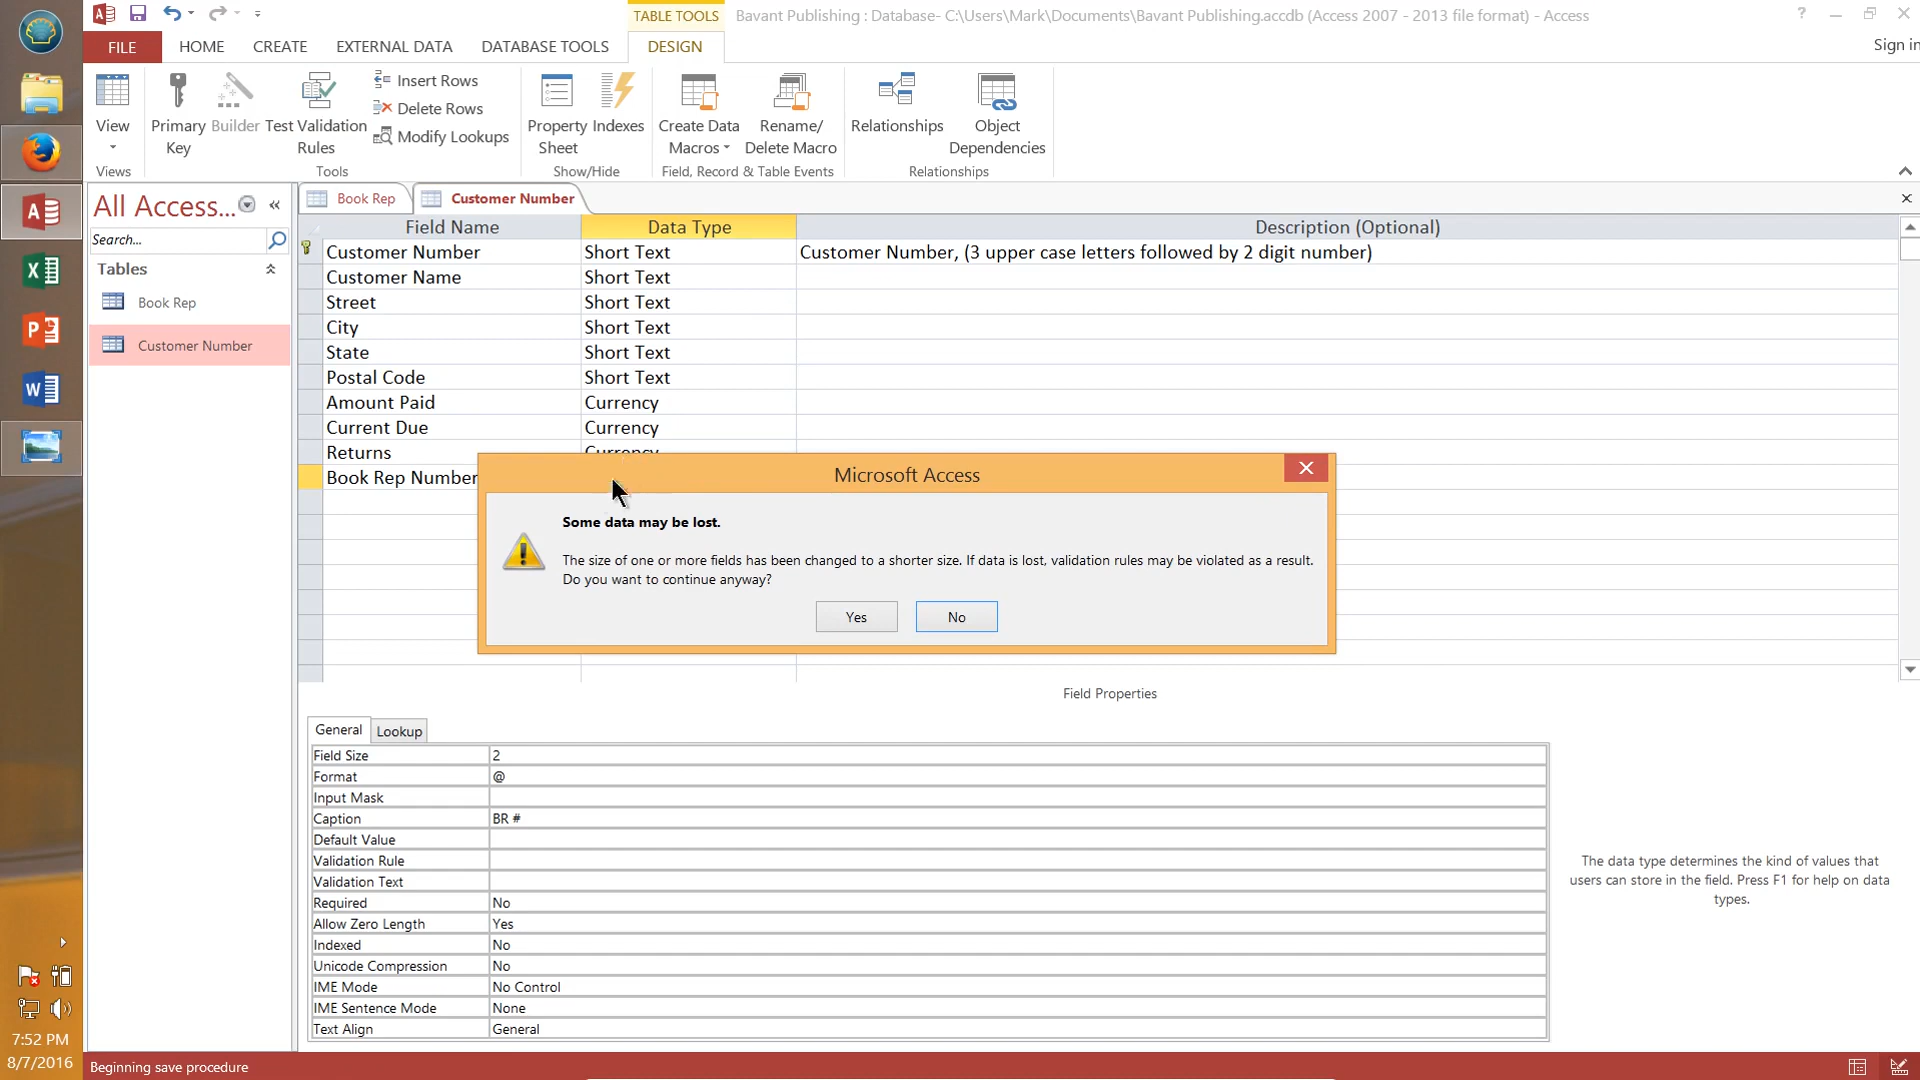 TABLE TOOLS
Bavant Publishing : Database- C:\Users\Mark\Documents\Bavant Publishing.accdb (Access 2007 - 2013 file format) - Access
?
FILE
HOME
CREATE
EXTERNAL DATA
DATABASE TOOLS
DESIGN
Sign in
View
Views
Primary Key
Builder
Test Validation Rules
Insert Rows
Delete Rows
Modify Lookups
Tools
Property Sheet
Indexes
Show/Hide
Create Data Macros
Rename/ Delete Macro
Field, Record & Table Events
Relationships
Object Dependencies
Relationships
All Access...
Search...
Tables
Book Rep
Customer Number
Book Rep
Customer Number
Field Name
Data Type
Description (Optional)
Customer Number
Short Text
Customer Number, (3 upper case letters followed by 2 digit number)
Customer Name
Short Text
Street
Short Text
City
Short Text
State
Short Text
Postal Code
Short Text
Amount Paid
Currency
Current Due
Currency
Returns
Currency
Book Rep Number
Microsoft Access
Some data may be lost.
The size of one or more fields has been changed to a shorter size. If data is lost, validation rules may be violated as a result.
Do you want to continue anyway?
Yes
No
Field Properties
General
Lookup
Field Size
2
Format
@
Input Mask
Caption
BR #
Default Value
Validation Rule
Validation Text
Required
No
Allow Zero Length
Yes
Indexed
No
Unicode Compression
No
IME Mode
No Control
IME Sentence Mode
None
Text Align
General
The data type determines the kind of values that
users can store in the field. Press F1 for help on data
types.
7:52 PM
8/7/2016
Beginning save procedure